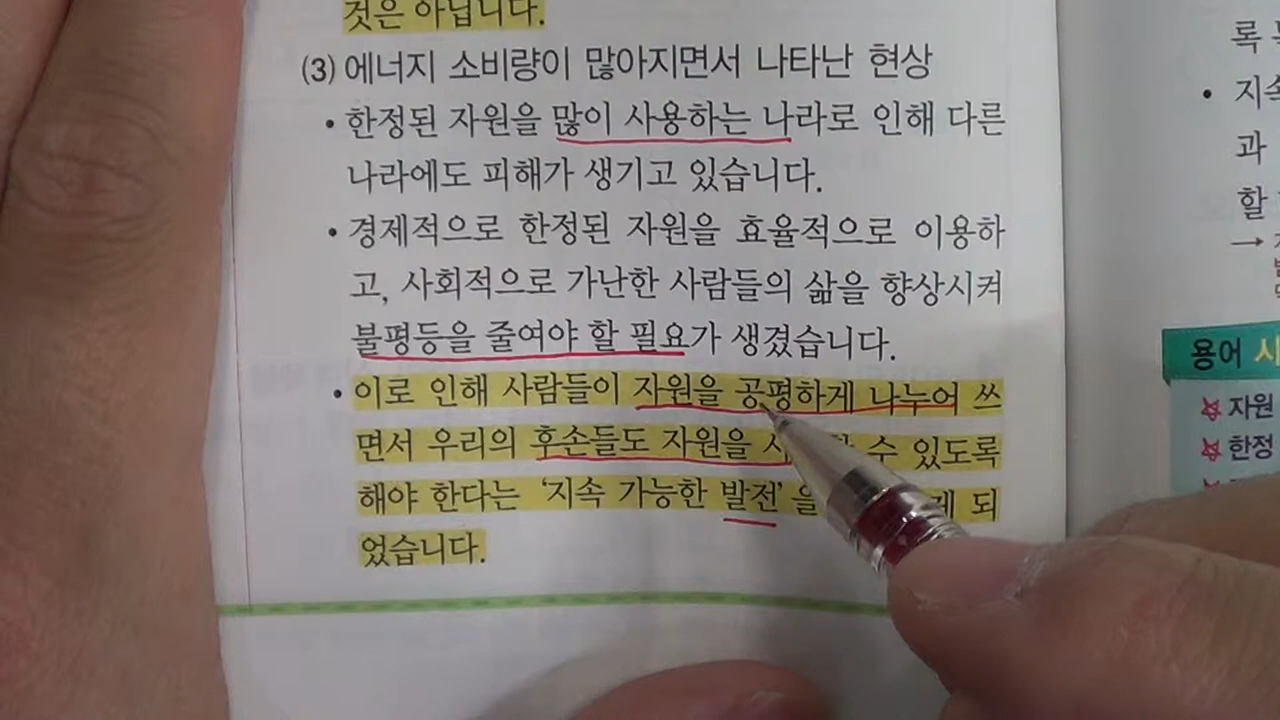 것은 아닙니다.
(3) 에너지 소비량이 많아지면서 나타난 현상
• 한정된 자원을 많이 사용하는 나라로 인해 다른
나라에도 피해가 생기고 있습니다.
• 경제적으로 한정된 자원을 효율적으로 이용하
고, 사회적으로 가난한 사람들의 삶을 향상시켜
불평등을 줄여야 할 필요가 생겼습니다.
• 이로 인해 사람들이 자원을 공평하게 나누어 쓰
면서 우리의 후손들도 자원을 수 있도록
해야 한다는 ‘지속 가능한 발전’을 되
었습니다.
록
• 지속
과
할
→
용어
자원
한정